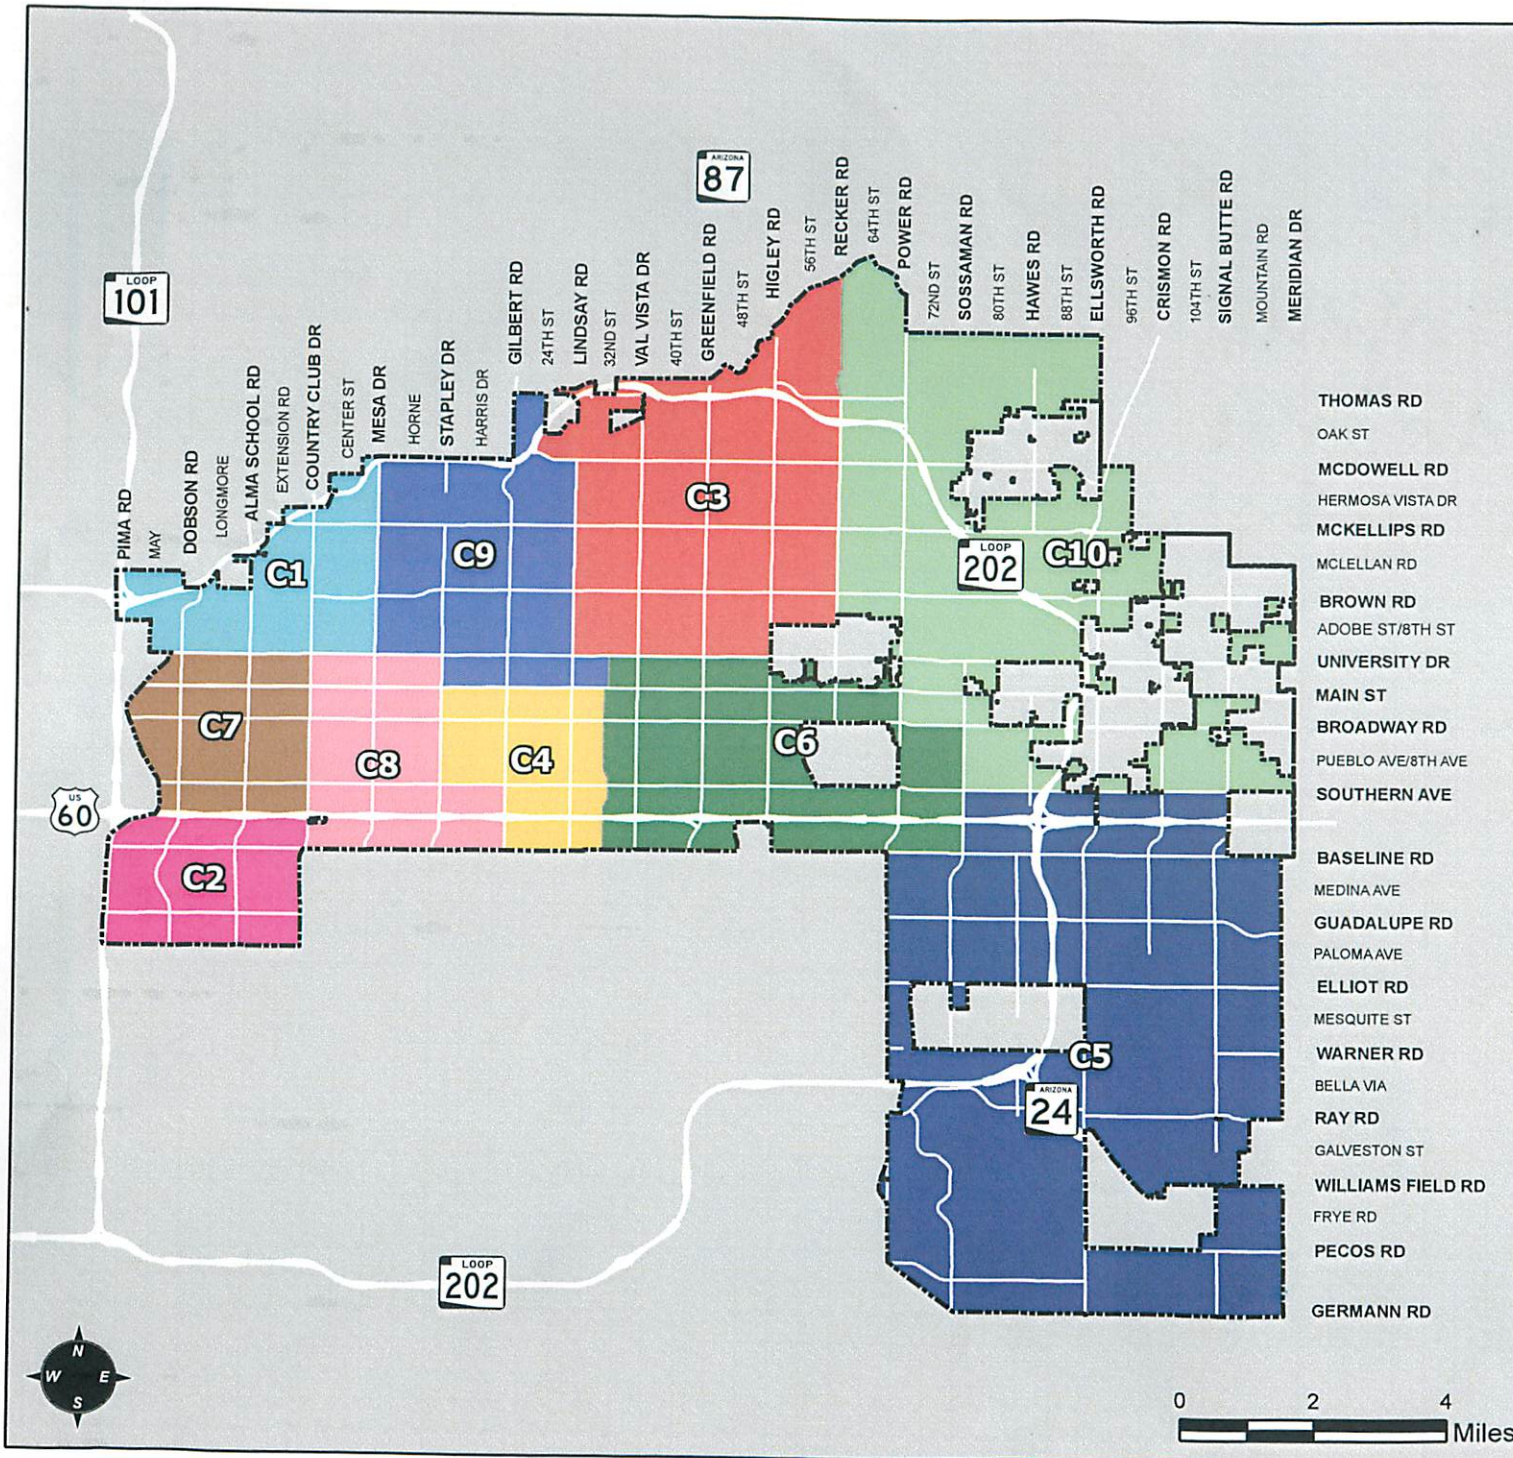 ARIZONA
87
LOOP
101
PIMA RD
MAY
DOBSON RD
LONGMORE
ALMA SCHOOL RD
EXTENSION RD
COUNTRY CLUB DR
CENTER ST
MESA DR
HORNE
STAPLEY DR
HARRIS DR
GILBERT RD
24TH ST
LINDSAY RD
32ND ST
VAL VISTA DR
40TH ST
GREENFIELD RD
48TH ST
HIGLEY RD
56TH ST
RECKER RD
64TH ST
POWER RD
72ND ST
SOSSAMAN RD
80TH ST
HAWES RD
88TH ST
ELLSWORTH RD
96TH ST
CRISMON RD
104TH ST
SIGNAL BUTTE RD
MOUNTAIN RD
MERIDIAN DR
THOMAS RD
OAK ST
MCDOWELL RD
HERMOSA VISTA DR
MCKELLIPS RD
MCLELLAN RD
BROWN RD
ADOBE ST/8TH ST
UNIVERSITY DR
MAIN ST
BROADWAY RD
PUEBLO AVE/8TH AVE
SOUTHERN AVE
BASELINE RD
MEDINA AVE
GUADALUPE RD
PALOMA AVE
ELLIOT RD
MESQUITE ST
WARNER RD
BELLA VIA
RAY RD
GALVESTON ST
WILLIAMS FIELD RD
FRYE RD
PECOS RD
GERMANN RD
C3
C9
C10
C1
LOOP
202
C7
C6
C8
C4
US
60
C2
C5
ARIZONA
24
LOOP
202
N
W E
S
0 2 4
Miles